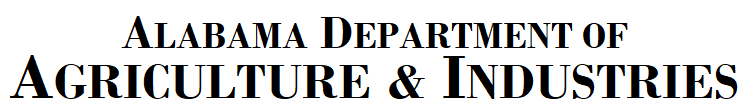 Alabama Department of
Agriculture & Industries